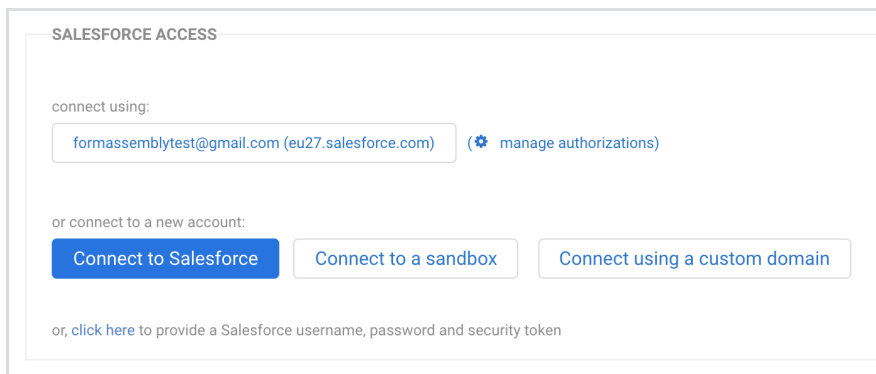 SALESFORCE ACCESS
connect using:
formassemblytest@gmail.com (eu27.salesforce.com) ( manage authorizations)
or connect to a new account:
Connect to Salesforce Connect to a sandbox Connect using a custom domain
or, click here to provide a Salesforce username, password and security token